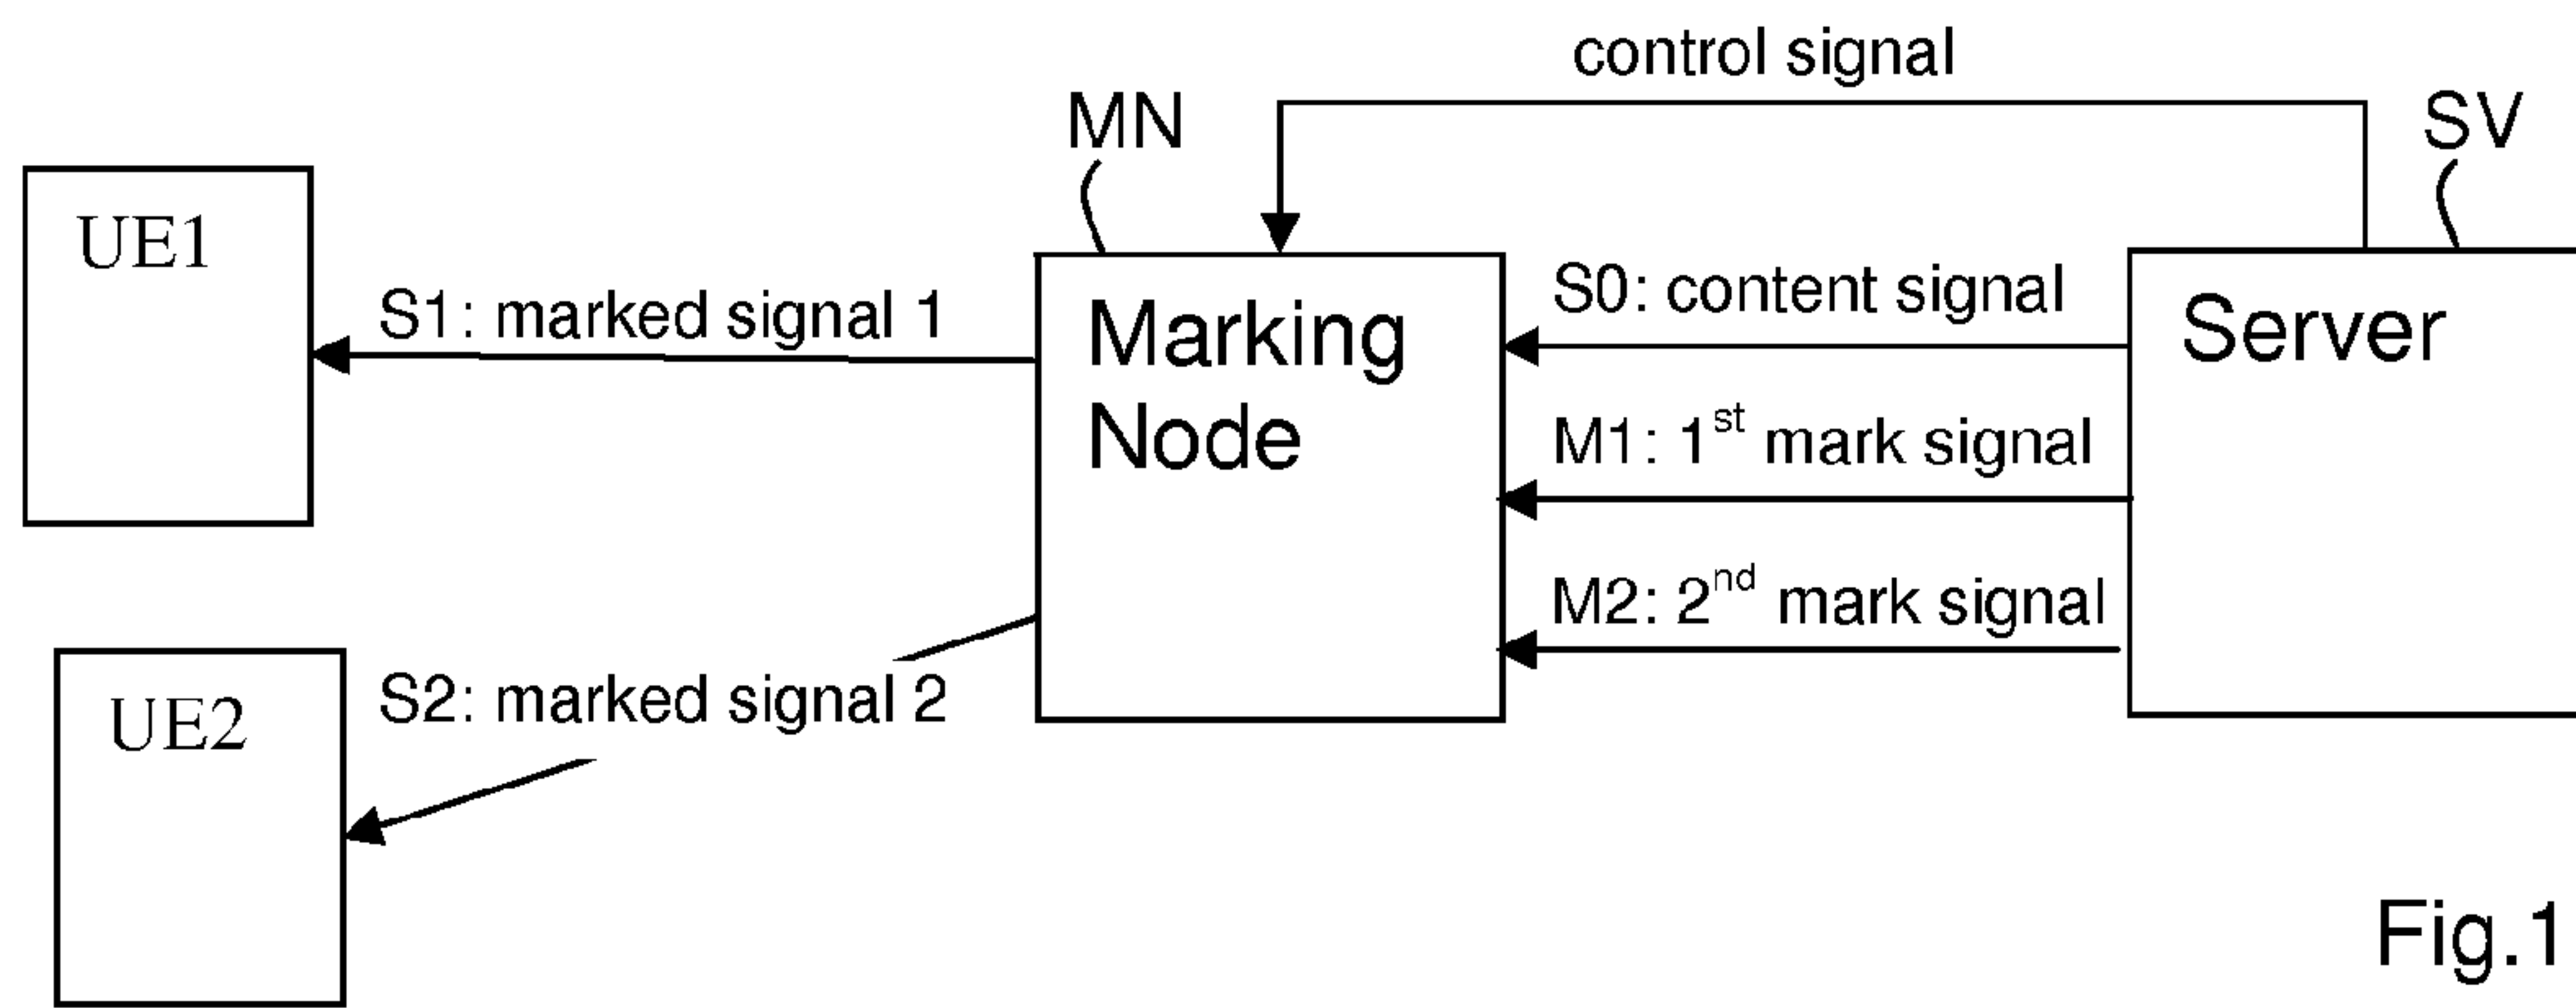 control signal
MN
SV
UE1
S1: marked signal 1
Marking
Node
S0: content signal
Server
M1: 1st mark signal
M2: 2nd mark signal
UE2
S2: marked signal 2
Fig.1